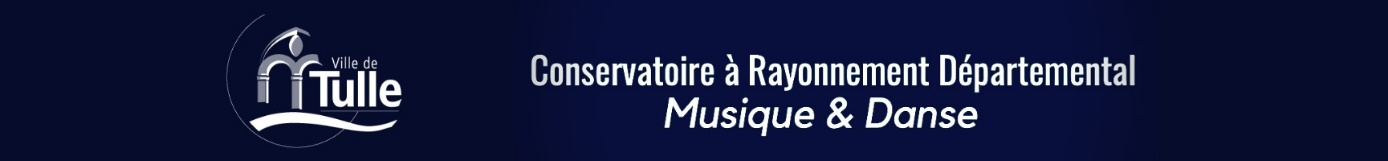 Ville de
Tulle
Conservatoire à Rayonnement Départemental
Musique & Danse